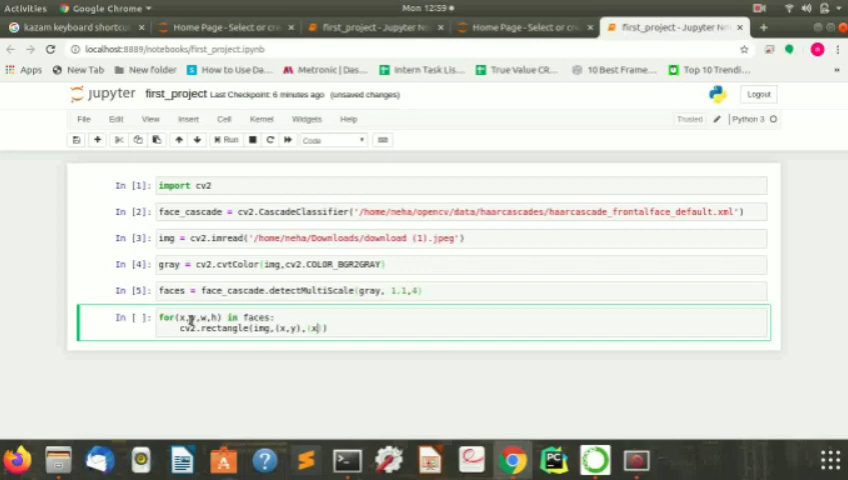 Activities
Google Chrome
Mon 12:59
kazam keyboard shortcu
Home Page - Select or c
first_project - Jupyter N
Home Page - Select or c
first_project - Jupyter N
localhost:8889/notebooks/first_project.ipynb
Apps
New Tab
New folder
How to Use Da...
Metronic | Das...
Intern Task Lis...
True Value CR...
10 Best Frame...
Top 10 Trendi...
jupyter first_project Last Checkpoint: 6 minutes ago (unsaved changes)
Logout
File Edit View Insert Cell Kernel Widgets Help
Trusted
Python 3
Run
Code
In [1]: import cv2
In [2]: face_cascade = cv2.CascadeClassifier('/home/neha/opencv/data/haarcascades/haarcascade_frontalface_default.xml')
In [3]: img = cv2.imread('/home/neha/Downloads/download (1).jpeg')
In [4]: gray = cv2.cvtColor(img,cv2.COLOR_BGR2GRAY)
In [5]: faces = face_cascade.detectMultiScale(gray, 1.1,4)
In [ ]: for(x,y,w,h) in faces:
cv2.rectangle(img,(x,y),(x))
PC